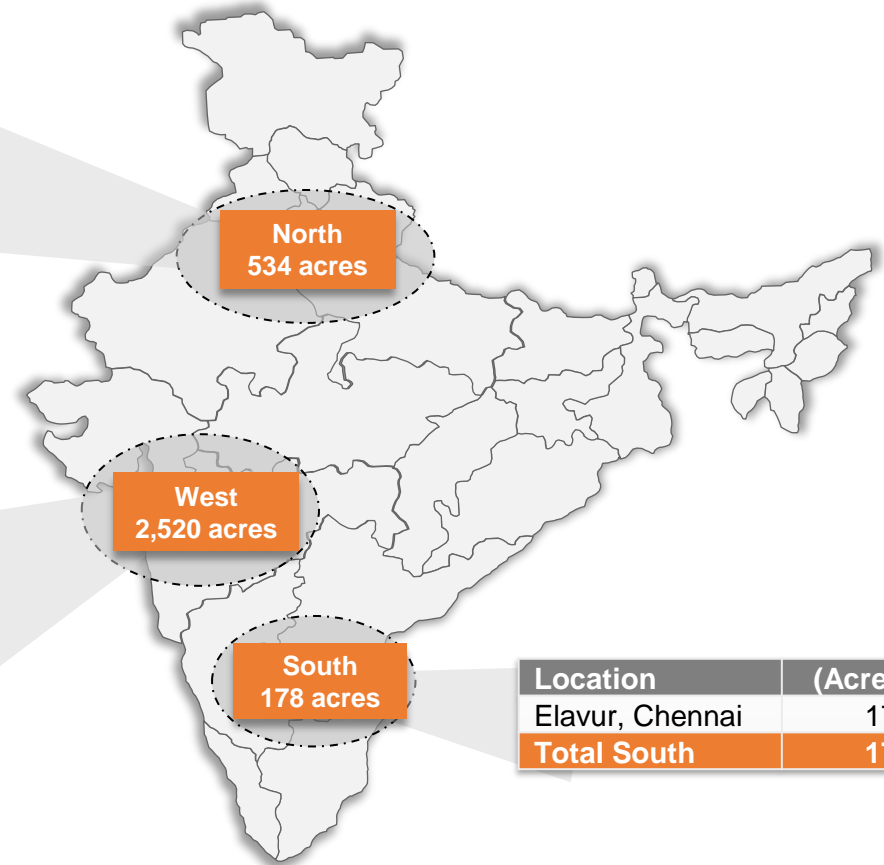 North
534 acres
West
2,520 acres
South
178 acres
Location
Elavur, Chennai
Total South